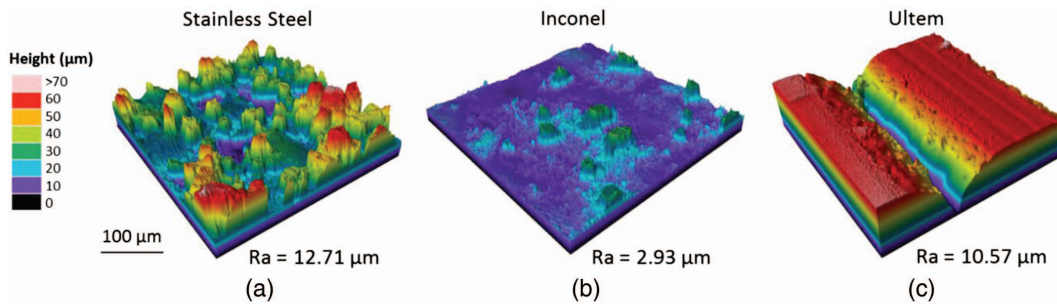 Stainless Steel
Inconel
Ultem
Height (μm)
>70
60
50
40
30
20
10
0
100 μm
Ra = 12.71 μm
Ra = 2.93 μm
Ra = 10.57 μm
(a)
(b)
(c)